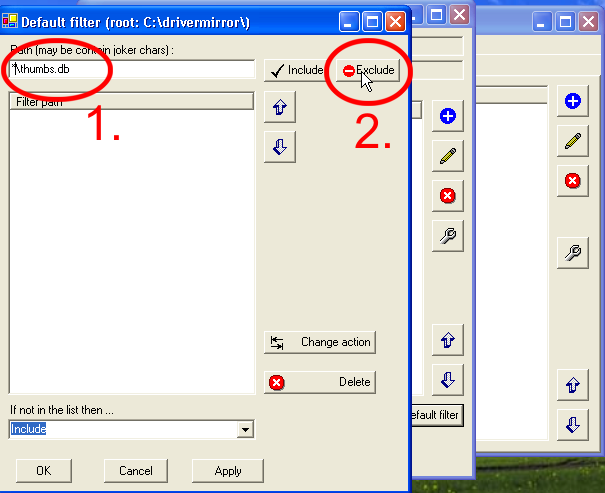 Default filter (root: C:\drivermirror\)
Path (may be contain joker chars) :
*\thumbs.db
Include
Exclude
Filter path
1.
2.
Change action
Delete
If not in the list then ...
Include
efault filter
OK
Cancel
Apply